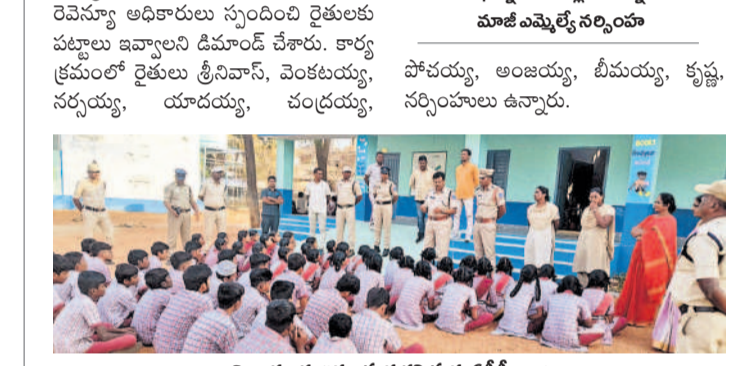 రెవెన్యూ అధికారులు స్పందించి రైతులకు
పట్టాలు ఇవ్వాలని డిమాండ్ చేశారు. కార్య
క్రమంలో రైతులు శ్రీనివాస్, వెంకటయ్య,
నర్సయ్య, యాదయ్య, చంద్రయ్య,
మాజీ ఎమ్మెల్యే నర్సింహ
పోచయ్య, అంజయ్య, బీమయ్య, కృష్ణ,
నర్సింహులు ఉన్నారు.